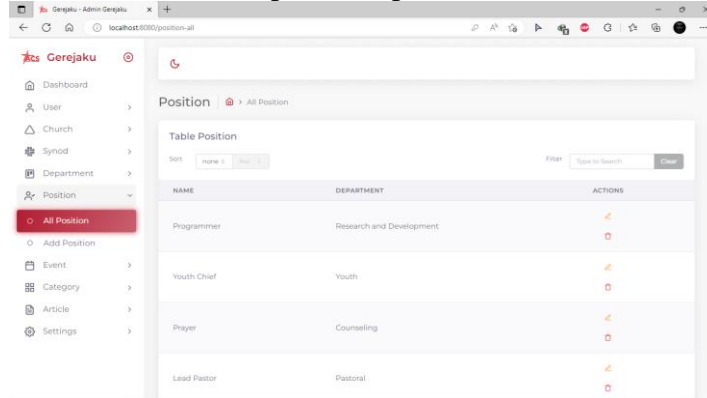 Gerejaku - Admin Gerejaku
localhost:8080/position-all
ACS Gerejaku
Dashboard
User
Church
Synod
Department
Position
All Position
Add Position
Event
Category
Article
Settings
Position
All Position
Table Position
Sort
none
Filter
Type to Search
Clear
NAME DEPARTMENT ACTIONS
Programmer Research and Development
Youth Chief Youth
Prayer Counseling
Lead Pastor Pastoral